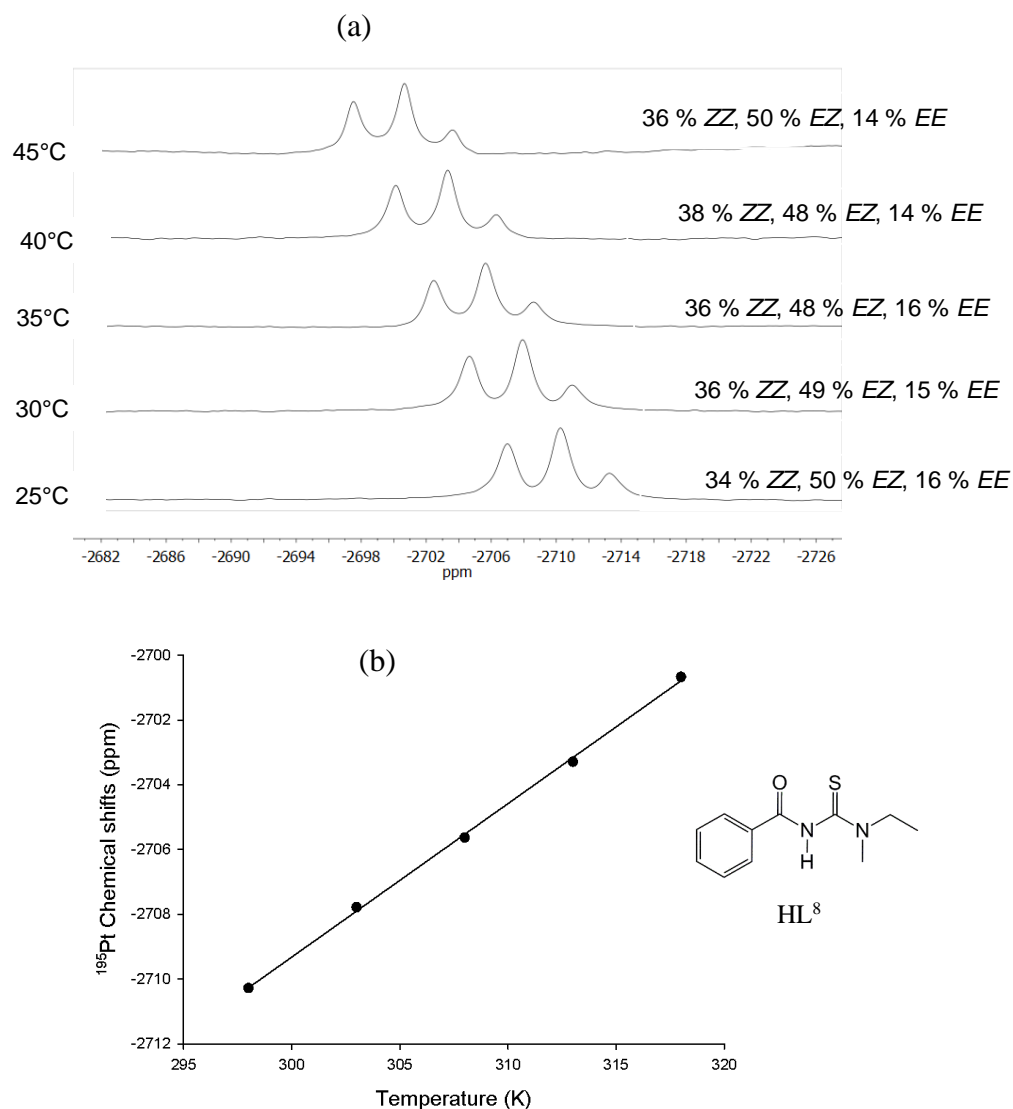 (a)
45°C
36 % ZZ, 50 % EZ, 14 % EE
40°C
38 % ZZ, 48 % EZ, 14 % EE
35°C
36 % ZZ, 48 % EZ, 16 % EE
30°C
36 % ZZ, 49 % EZ, 15 % EE
25°C
34 % ZZ, 50 % EZ, 16 % EE
-2682 -2686 -2690 -2694 -2698 -2702 -2706 -2710 -2714 -2718 -2722 -2726
ppm
(b)
-2700
-2702
-2704
-2706
-2708
-2710
-2712
¹⁹⁵Pt Chemical shifts (ppm)
295 300 305 310 315 320
Temperature (K)
O S
N N
H
HL⁸